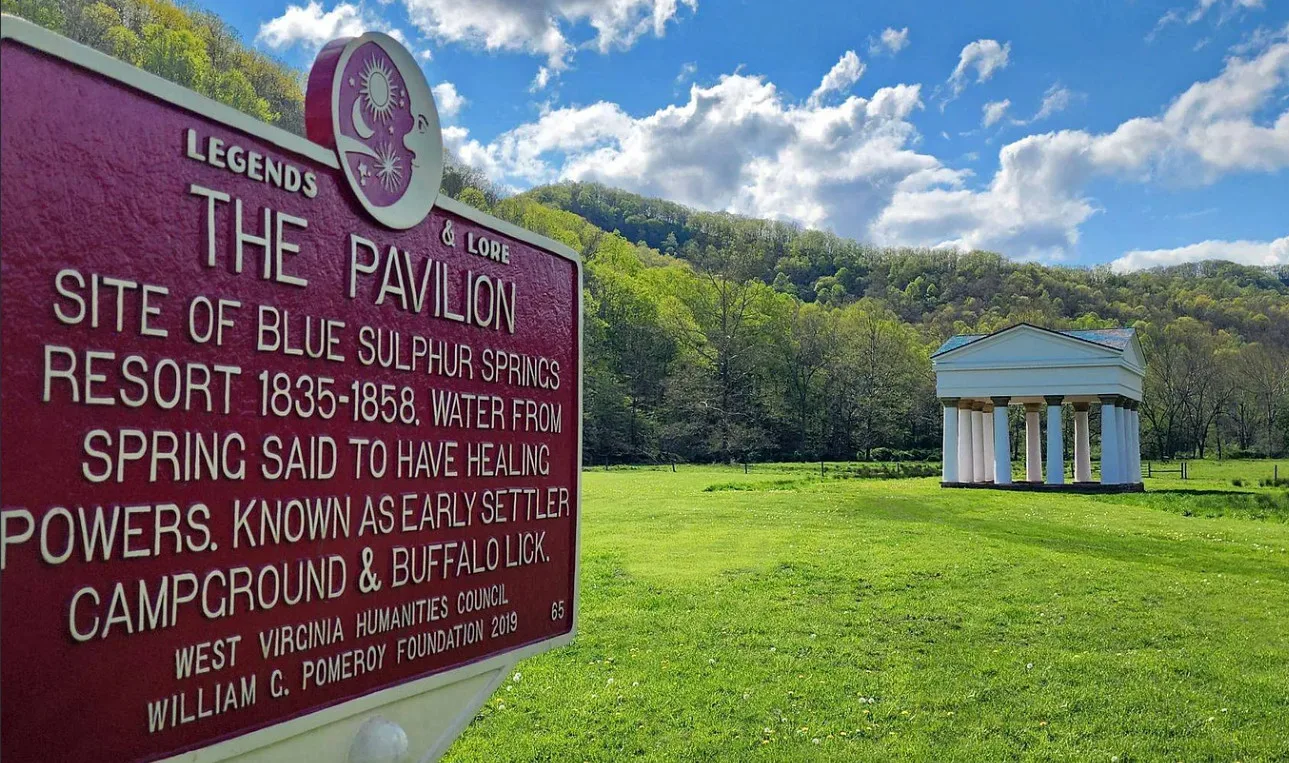 LEGENDS & LORE
THE PAVILION
SITE OF BLUE SULPHUR SPRINGS
RESORT 1835-1858. WATER FROM
SPRING SAID TO HAVE HEALING
POWERS. KNOWN AS EARLY SETTLER
CAMPGROUND & BUFFALO LICK.
WEST VIRGINIA HUMANITIES COUNCIL
WILLIAM G. POMEROY FOUNDATION 2019 65